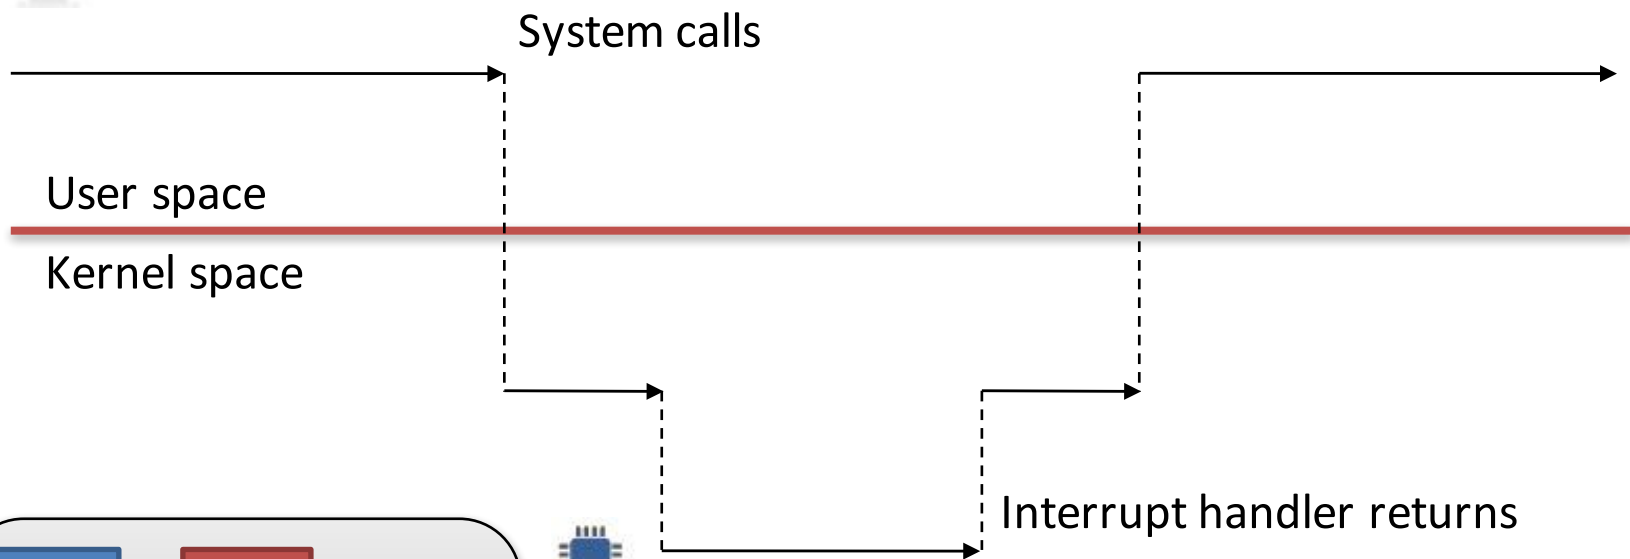 System calls
User space
Kernel space
Interrupt handler returns